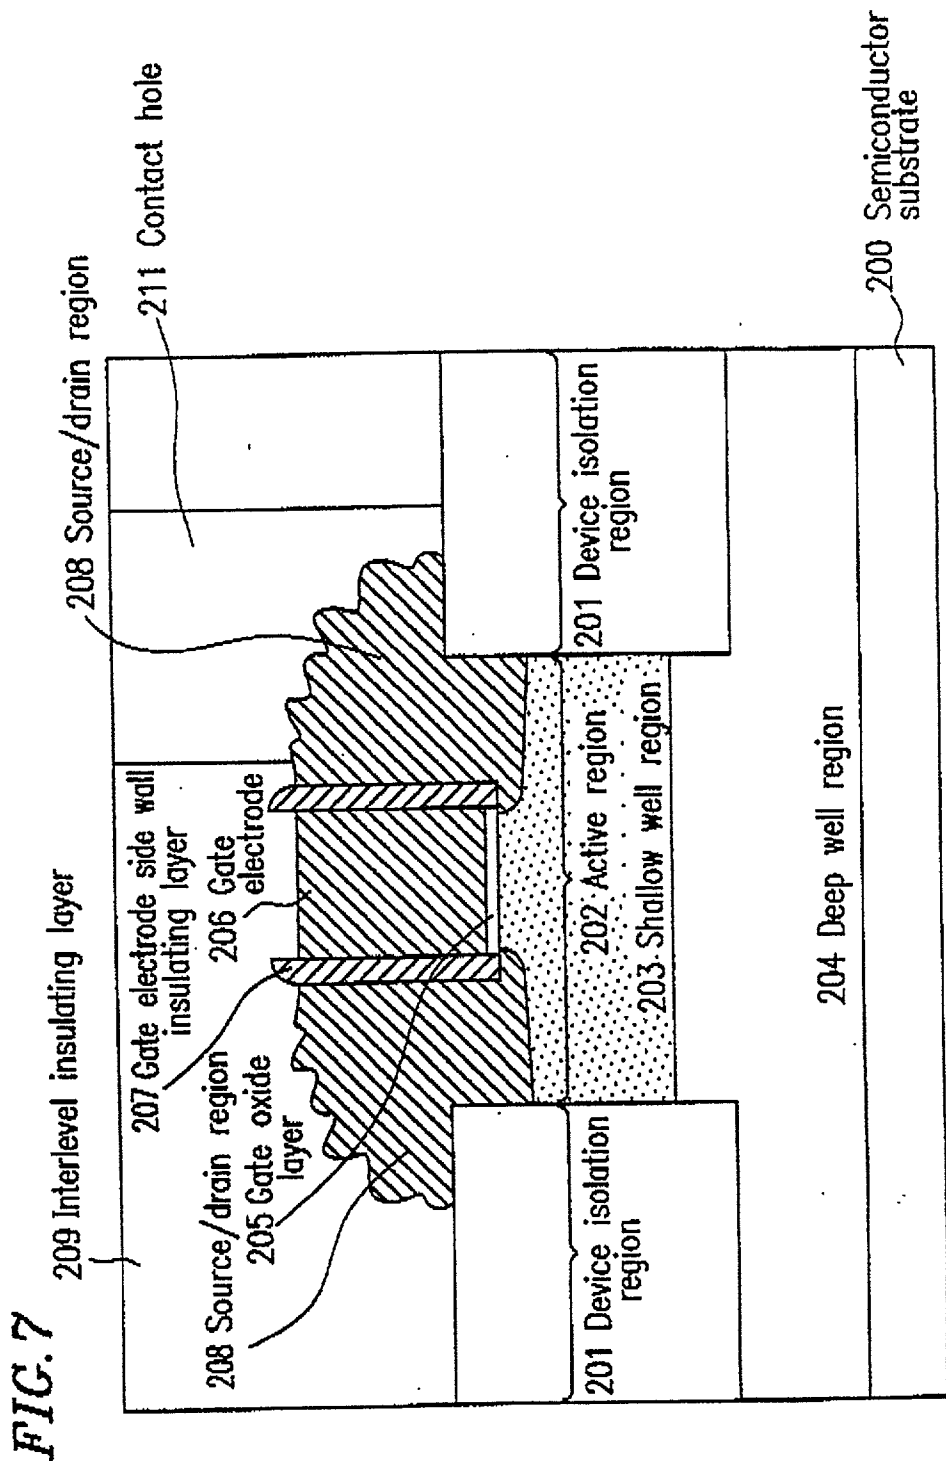 FIG. 7
209 Interlevel insulating layer
207 Gate electrode side wall
insulating layer
206 Gate
electrode
208 Source/drain region
211 Contact hole
208 Source/drain region
205 Gate oxide
layer
201 Device isolation
region
202 Active region
203 Shallow well region
201 Device isolation
region
204 Deep well region
200 Semiconductor
substrate